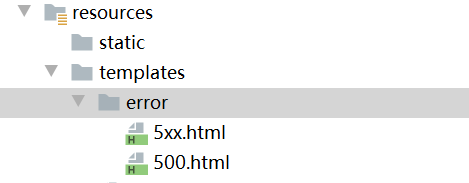 resources
static
templates
error
5xx.html
500.html